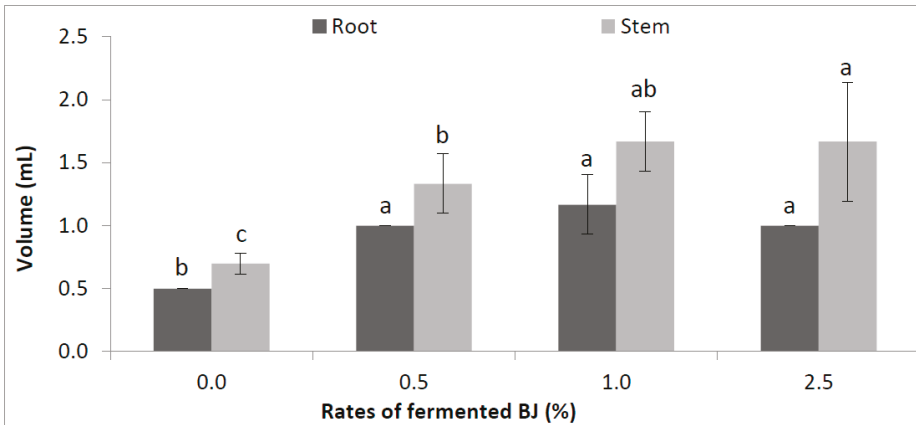 Root Stem
2.5
2.0
1.5
1.0
0.5
0.0
Volume (mL)
b c a b a ab a a
0.0 0.5 1.0 2.5
Rates of fermented BJ (%)